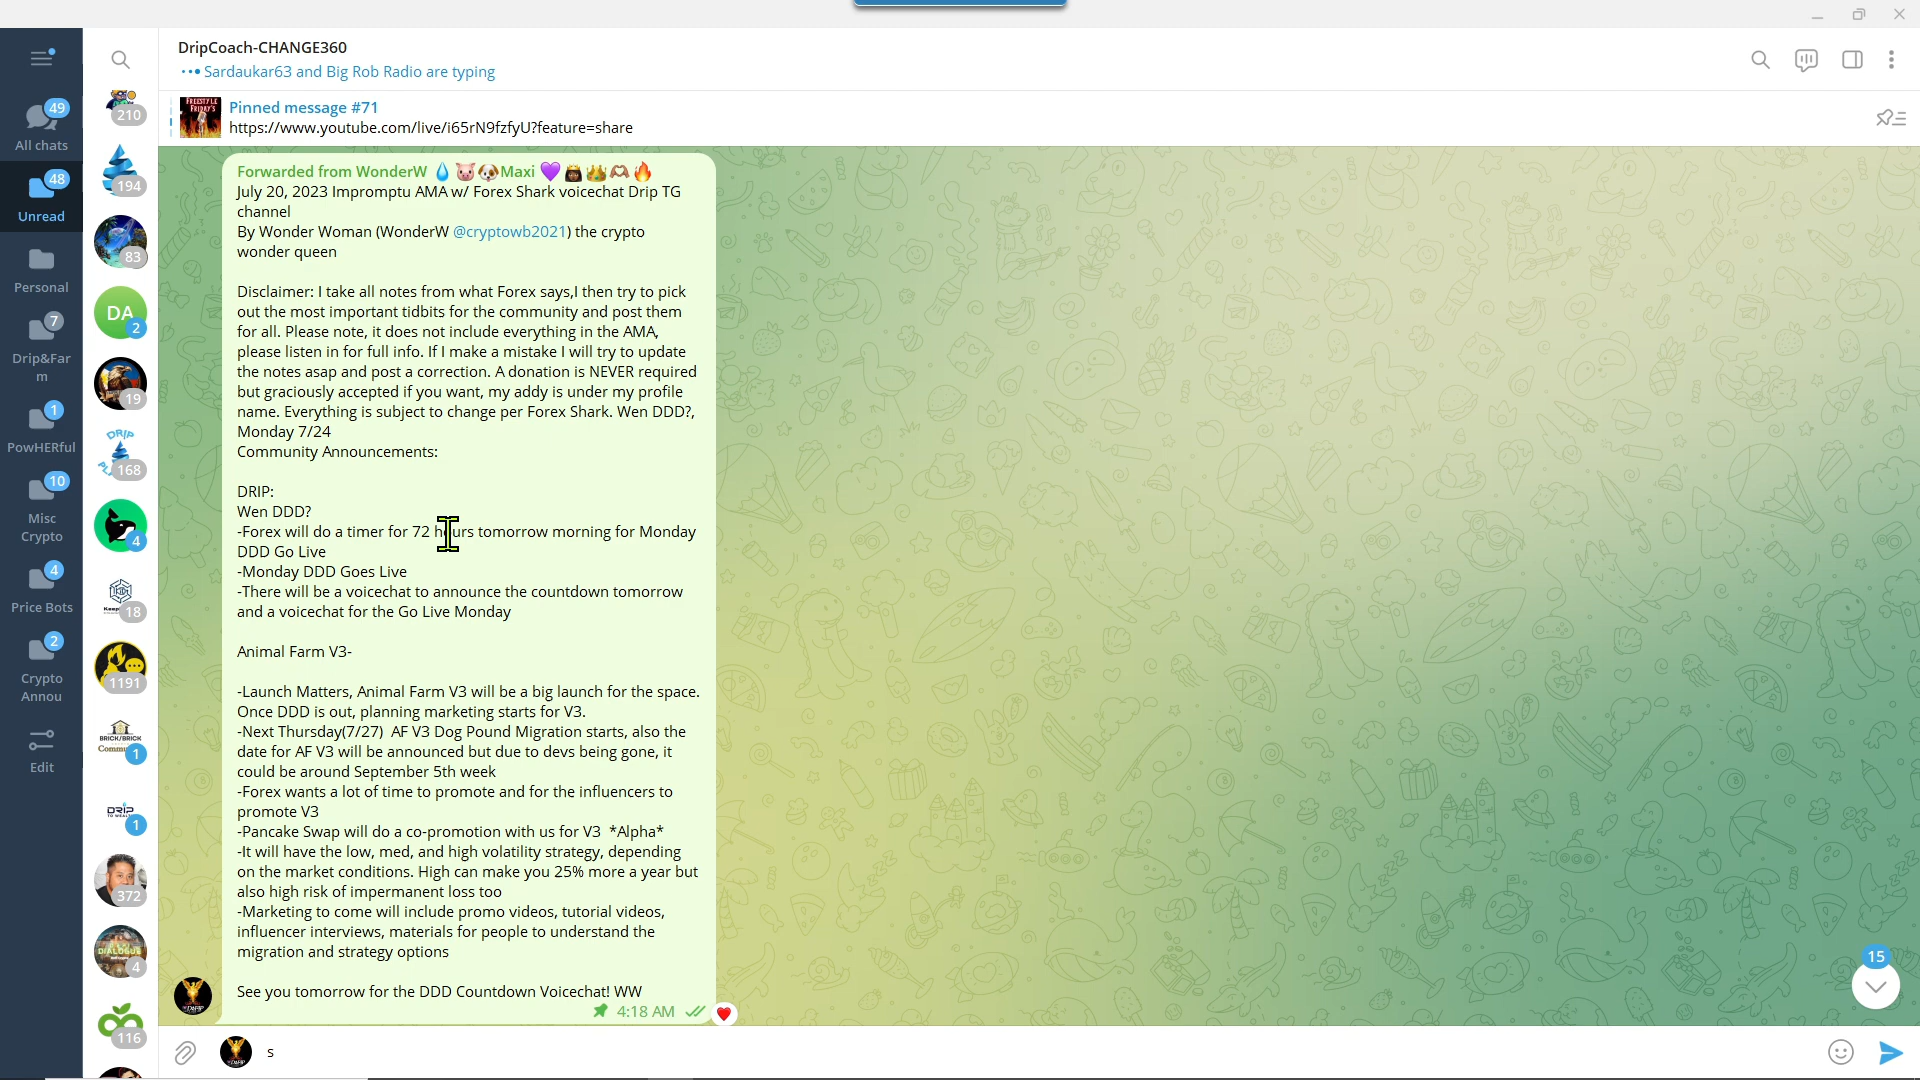 DripCoach-CHANGE360
Sardaukar63 and Big Rob Radio are typing
FREESTYLE
FRIDAY'S
Pinned message #71
https://www.youtube.com/live/i65rN9fzfyU?feature=share
49
All chats
48
Unread
Personal
7
Drip&Far
m
1
PowHERful
10
Misc
Crypto
4
Price Bots
2
Crypto
Annou
Edit
210
194
83
DA
2
19
DRIP
168
4
18
1191
BRICK/BRICK
Commu
1
DRIP
TO WEALTH
1
372
DIALOGUE
4
116
Forwarded from WonderW 💧🐷🐶Maxi 💜👸🏿👑🫶🏾🔥
July 20, 2023 Impromptu AMA w/ Forex Shark voicechat Drip TG
channel
By Wonder Woman (WonderW @cryptowb2021) the crypto
wonder queen
Disclaimer: I take all notes from what Forex says,I then try to pick
out the most important tidbits for the community and post them
for all. Please note, it does not include everything in the AMA,
please listen in for full info. If I make a mistake I will try to update
the notes asap and post a correction. A donation is NEVER required
but graciously accepted if you want, my addy is under my profile
name. Everything is subject to change per Forex Shark. Wen DDD?,
Monday 7/24
Community Announcements:
DRIP:
Wen DDD?
-Forex will do a timer for 72 hours tomorrow morning for Monday
DDD Go Live
-Monday DDD Goes Live
-There will be a voicechat to announce the countdown tomorrow
and a voicechat for the Go Live Monday
Animal Farm V3-
-Launch Matters, Animal Farm V3 will be a big launch for the space.
Once DDD is out, planning marketing starts for V3.
-Next Thursday(7/27)  AF V3 Dog Pound Migration starts, also the
date for AF V3 will be announced but due to devs being gone, it
could be around September 5th week
-Forex wants a lot of time to promote and for the influencers to
promote V3
-Pancake Swap will do a co-promotion with us for V3  *Alpha*
-It will have the low, med, and high volatility strategy, depending
on the market conditions. High can make you 25% more a year but
also high risk of impermanent loss too
-Marketing to come will include promo videos, tutorial videos,
influencer interviews, materials for people to understand the
migration and strategy options
See you tomorrow for the DDD Countdown Voicechat! WW
4:18 AM
15
s